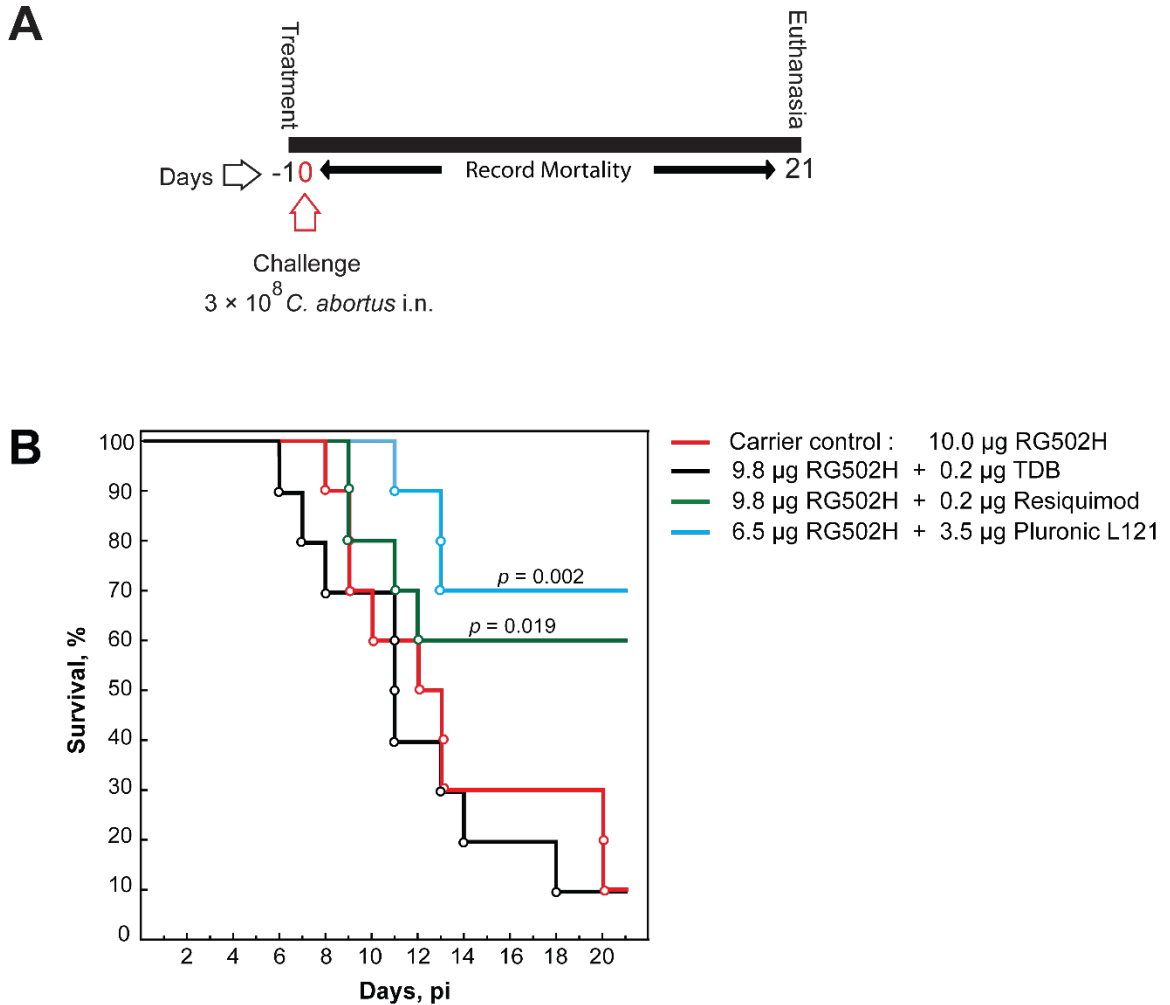 A
Treatment
Euthanasia
Days -1 0 Record Mortality 21
Challenge
3 × 10⁸ C. abortus i.n.
B
100
90
80
70
60
50
40
30
20
10
0
Survival, %
p = 0.002
p = 0.019
2 4 6 8 10 12 14 16 18 20
Days, pi
Carrier control : 10.0 µg RG502H
9.8 µg RG502H + 0.2 µg TDB
9.8 µg RG502H + 0.2 µg Resiquimod
6.5 µg RG502H + 3.5 µg Pluronic L121